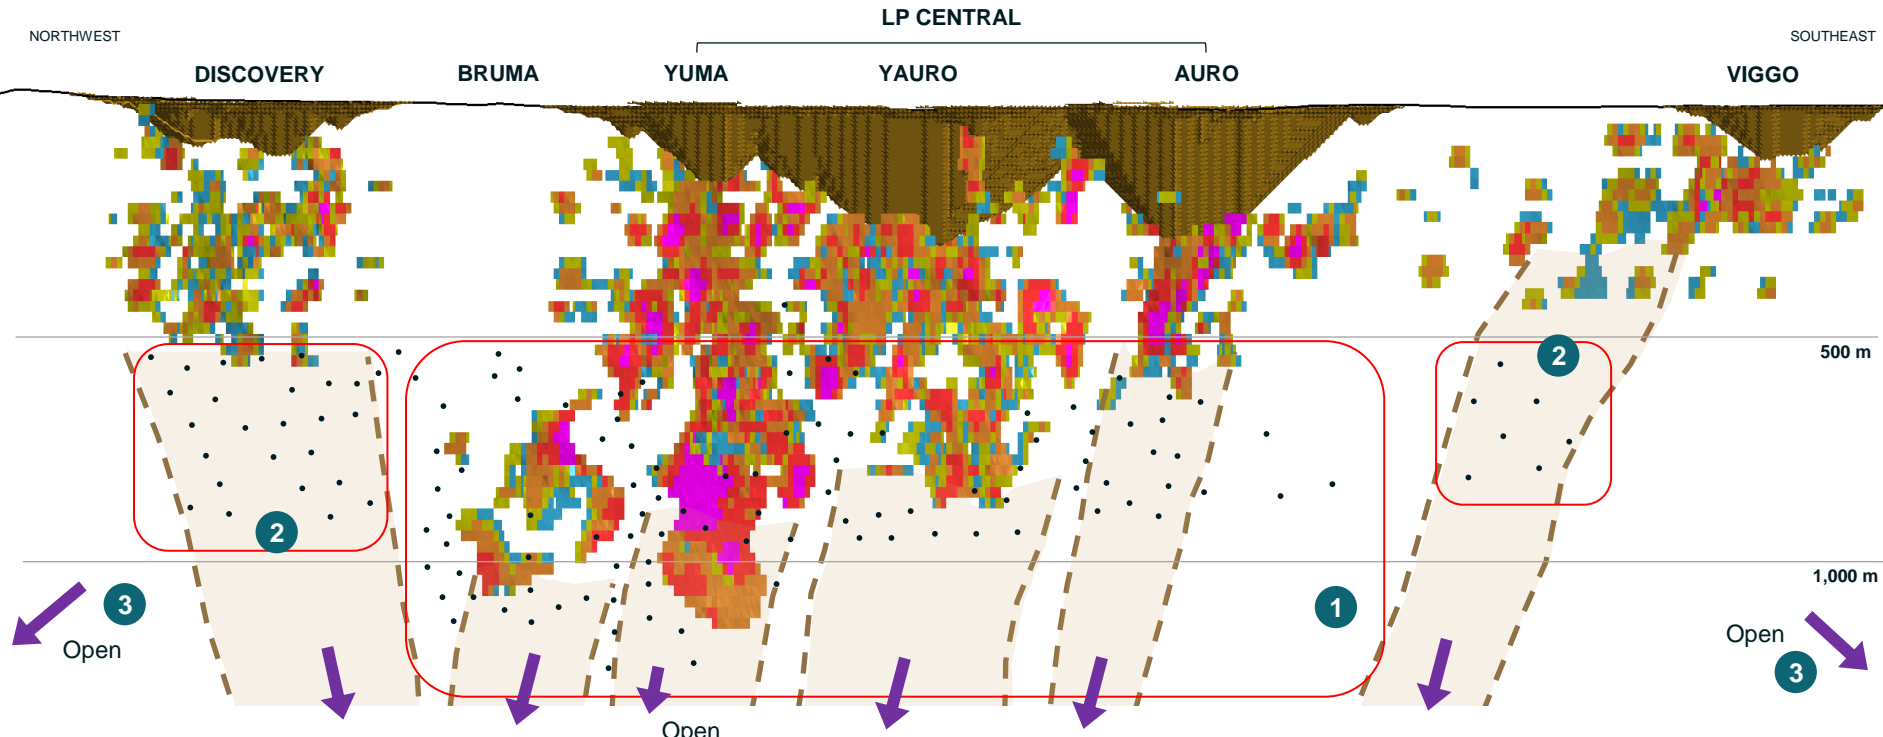 LP CENTRAL
NORTHWEST
SOUTHEAST
DISCOVERY
BRUMA
YUMA
YAURO
AURO
VIGGO
500 m
2
2
1,000 m
3
1
Open
Open
3
Open